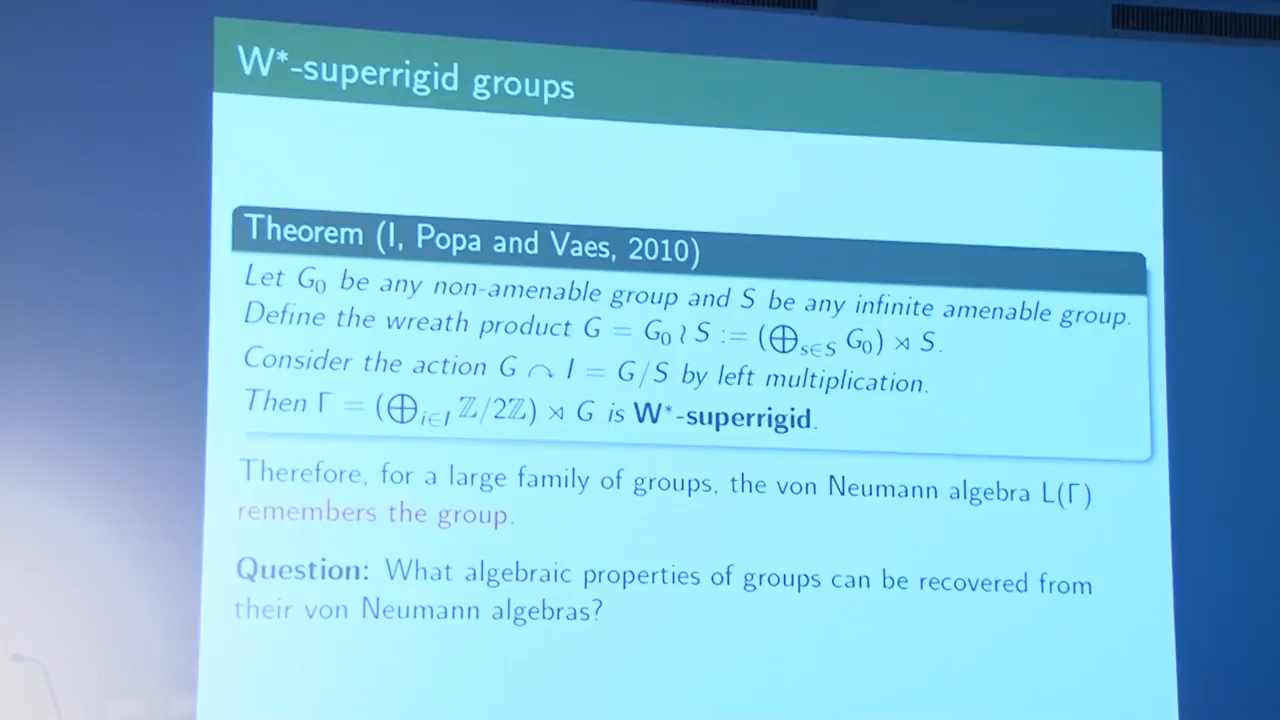 W*-superrigid groups
Theorem (I, Popa and Vaes, 2010)
Let G₀ be any non-amenable group and S be any infinite amenable group.
Define the wreath product G = G₀ ≀ S := (⨁_{s∈S} G₀) ⋊ S.
Consider the action G ↷ I = G/S by left multiplication.
Then Γ = (⨁_{i∈I} ℤ/2ℤ) ⋊ G is W*-superrigid.
Therefore, for a large family of groups, the von Neumann algebra L(Γ)
remembers the group.
Question: What algebraic properties of groups can be recovered from
their von Neumann algebras?